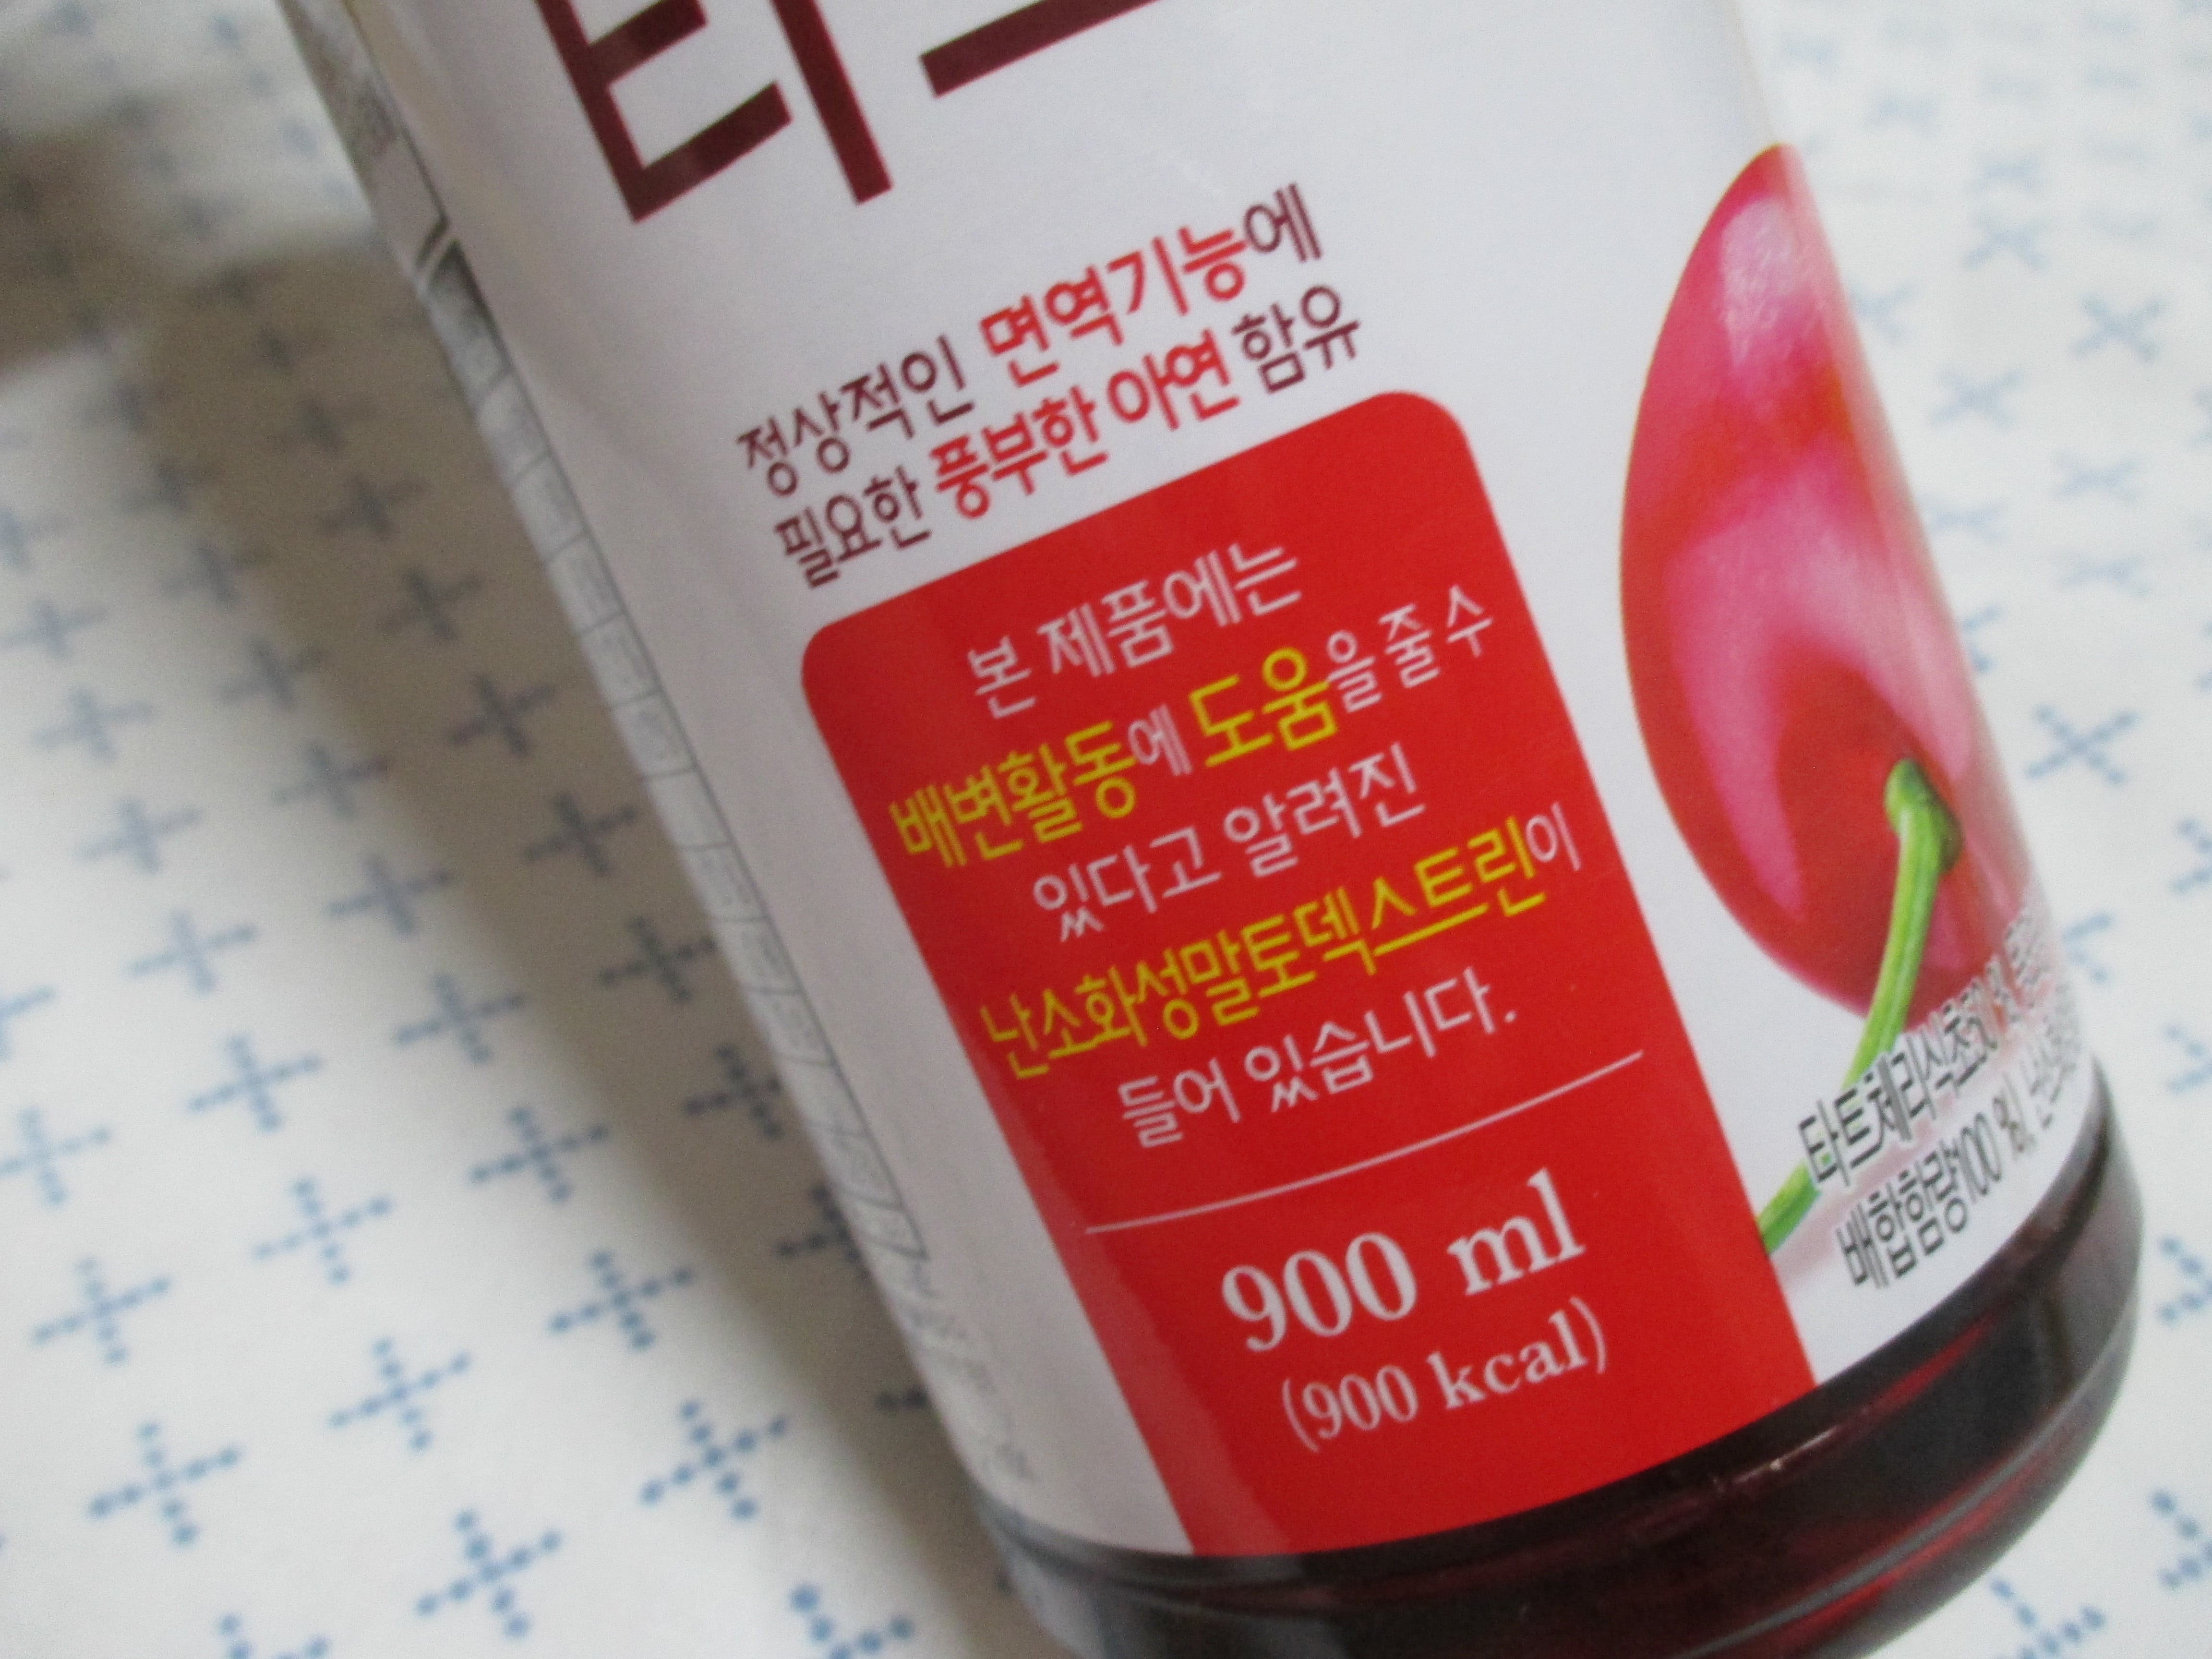 정상적인 면역기능에
필요한 풍부한 아연 함유
본 제품에는
배변활동에 도움을 줄 수
있다고 알려진
난소화성말토덱스트린이
들어 있습니다.
900 ml
(900 kcal)
타트체리식초50 %,
배합함량100 %),